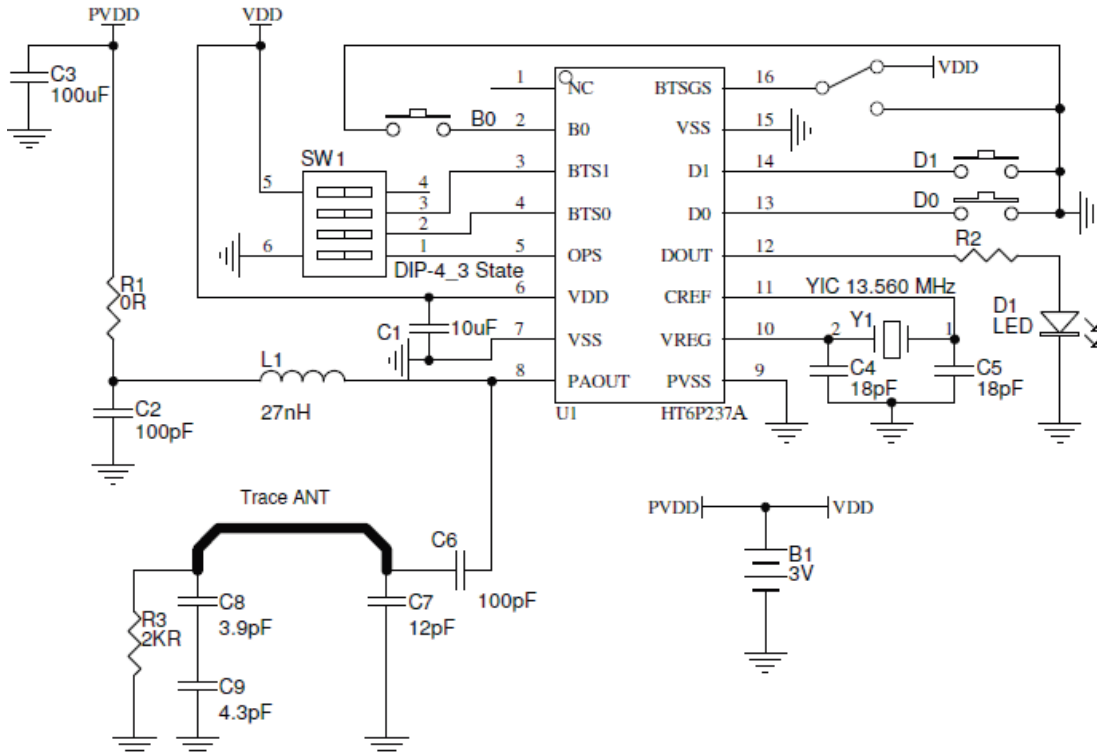 PVDD
VDD
C3
100uF
1
NC
BTSGS
16
VDD
B0
2
B0
VSS
15
SW1
5
4
3
BTS1
D1
14
D1
3
2
4
BTS0
D0
13
D0
6
1
5
OPS
DOUT
12
R2
DIP-4_3 State
R1
0R
6
VDD
CREF
11
YIC 13.560 MHz
D1
LED
C1
10uF
7
VSS
VREG
10
2
Y1
1
L1
27nH
8
PAOUT
PVSS
9
C4
18pF
C5
18pF
U1
HT6P237A
C2
100pF
Trace ANT
C6
100pF
PVDD
VDD
B1
3V
R3
2KR
C8
3.9pF
C7
12pF
C9
4.3pF